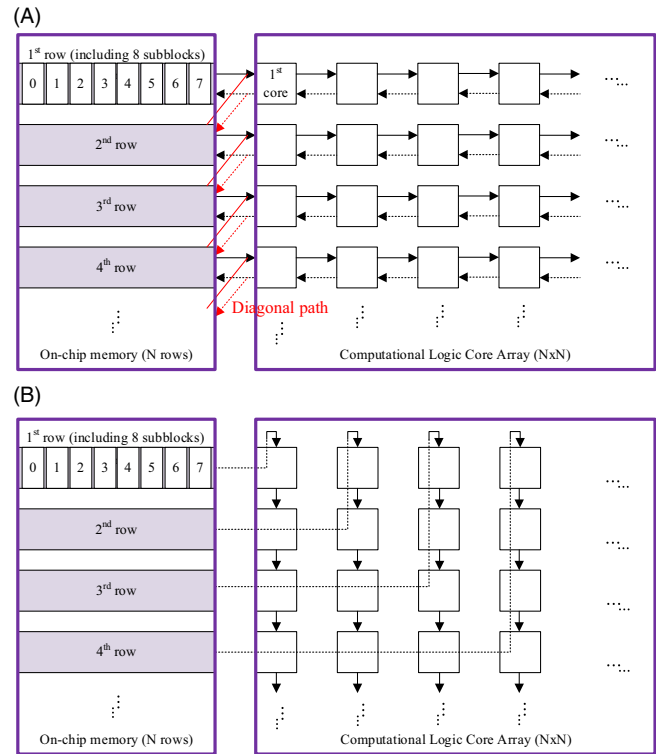 (A)
1st row (including 8 subblocks)
0 1 2 3 4 5 6 7
1st
core
2nd row
3rd row
4th row
Diagonal path
On-chip memory (N rows)
Computational Logic Core Array (NxN)
(B)
1st row (including 8 subblocks)
0 1 2 3 4 5 6 7
2nd row
3rd row
4th row
On-chip memory (N rows)
Computational Logic Core Array (NxN)